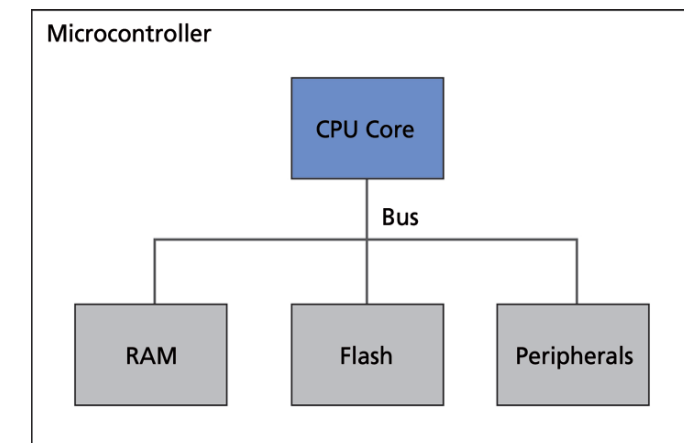 Microcontroller
CPU Core
Bus
RAM
Flash
Peripherals